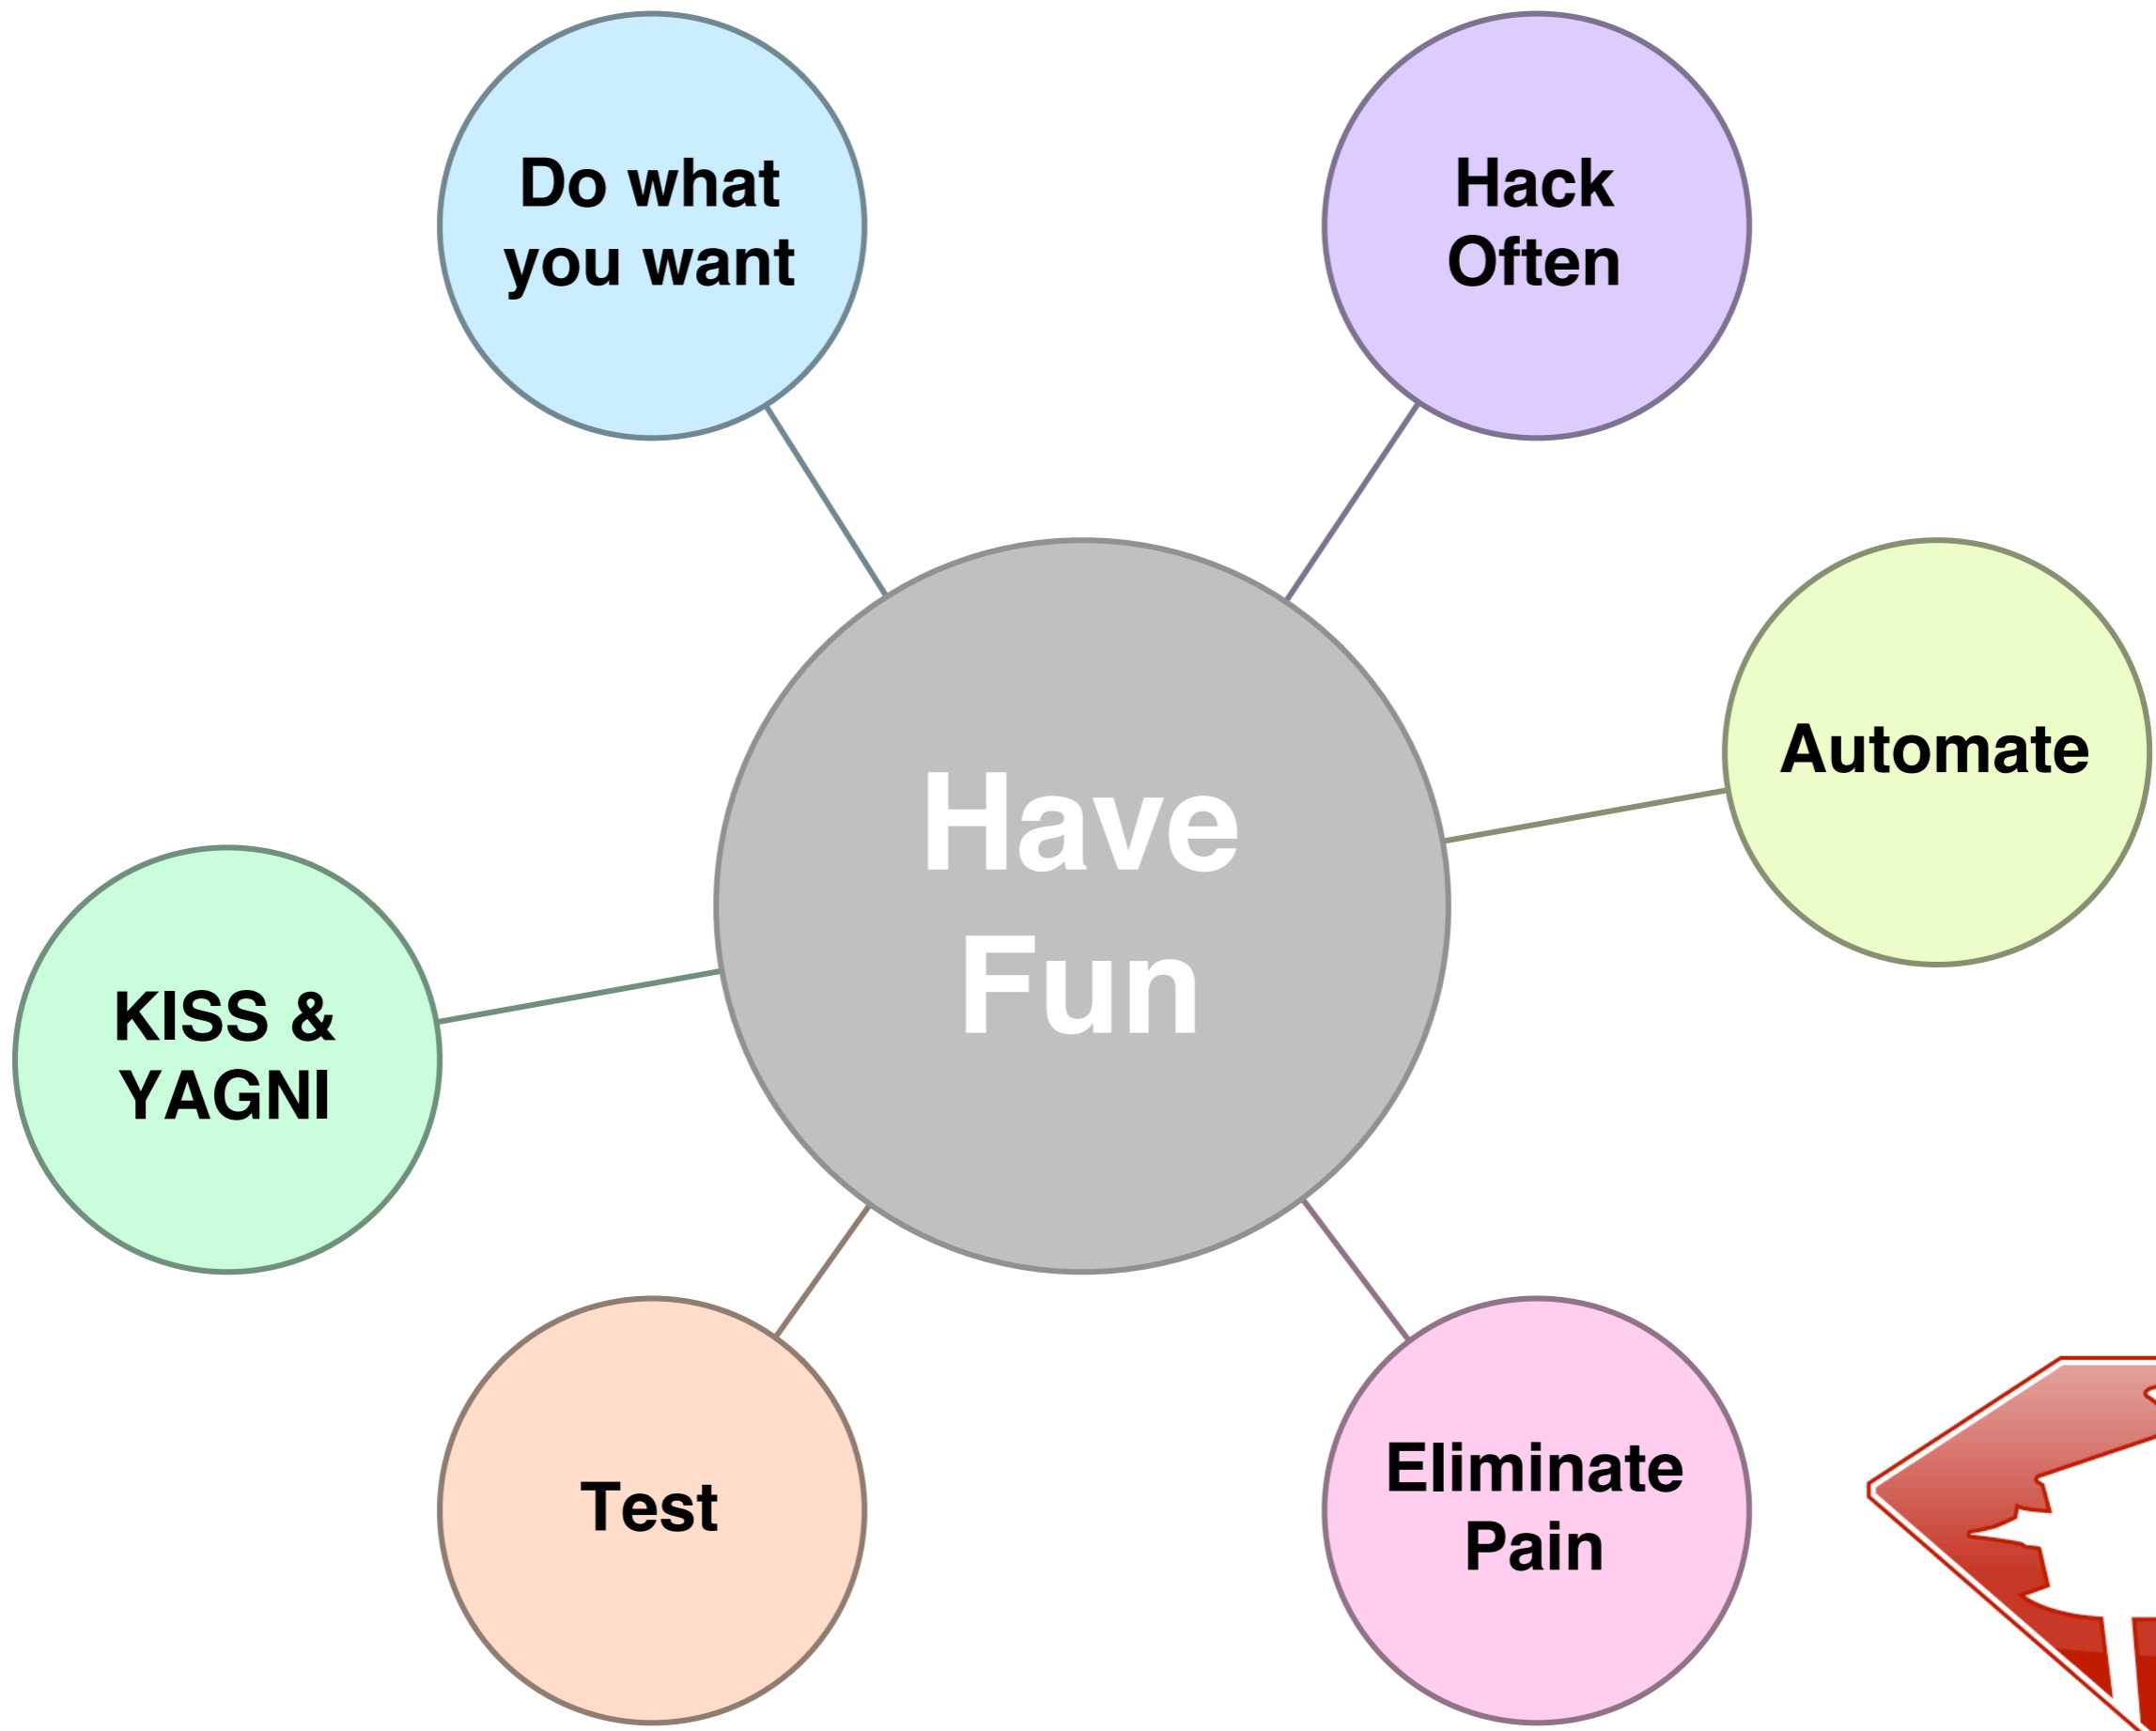 Do what
you want
Hack
Often
Automate
Have
Fun
KISS &
YAGNI
Test
Eliminate
Pain